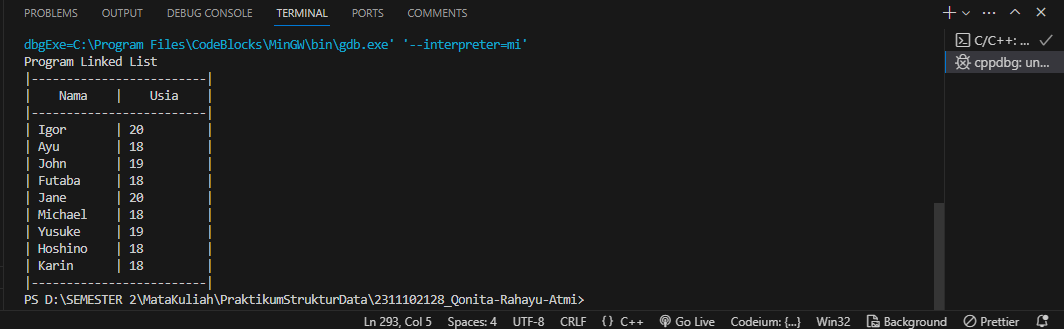 PROBLEMS OUTPUT DEBUG CONSOLE TERMINAL PORTS COMMENTS
dbgExe=C:\Program Files\CodeBlocks\MinGW\bin\gdb.exe' '--interpreter=mi'
C/C++: ...
Program Linked List
cppdbg: un...
|-------------------------|
|    Nama    |    Usia    |
|-------------------------|
| Igor       | 20         |
| Ayu        | 18         |
| John       | 19         |
| Futaba     | 18         |
| Jane       | 20         |
| Michael    | 18         |
| Yusuke     | 19         |
| Hoshino    | 18         |
| Karin      | 18         |
|-------------------------|
PS D:\SEMESTER 2\MataKuliah\PraktikumStrukturData\2311102128_Qonita-Rahayu-Atmi>
Ln 293, Col 5 Spaces: 4 UTF-8 CRLF {} C++ Go Live Codeium: {...} Win32 Background Prettier